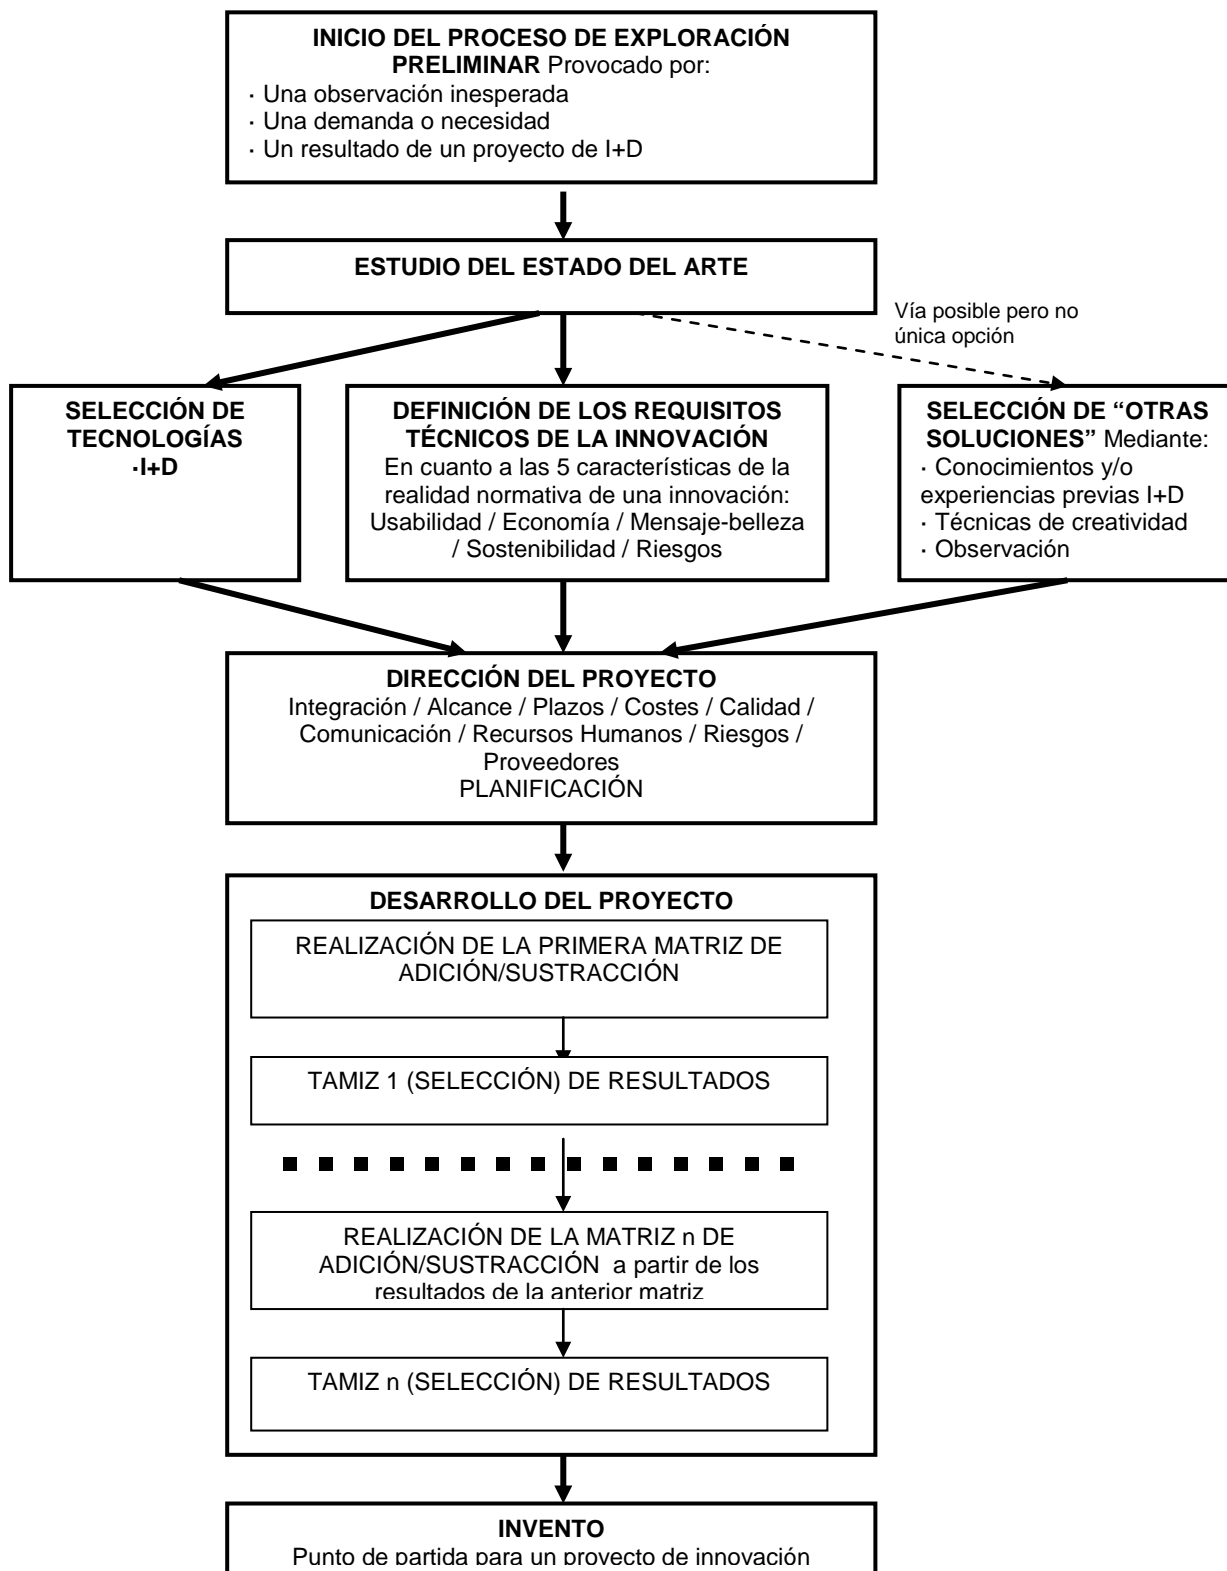 INICIO DEL PROCESO DE EXPLORACIÓN
PRELIMINAR Provocado por:
· Una observación inesperada
· Una demanda o necesidad
· Un resultado de un proyecto de I+D
ESTUDIO DEL ESTADO DEL ARTE
Vía posible pero no
única opción
SELECCIÓN DE
TECNOLOGÍAS
·I+D
DEFINICIÓN DE LOS REQUISITOS
TÉCNICOS DE LA INNOVACIÓN
En cuanto a las 5 características de la
realidad normativa de una innovación:
Usabilidad / Economía / Mensaje-belleza
/ Sostenibilidad / Riesgos
SELECCIÓN DE “OTRAS
SOLUCIONES” Mediante:
· Conocimientos y/o
experiencias previas I+D
· Técnicas de creatividad
· Observación
DIRECCIÓN DEL PROYECTO
Integración / Alcance / Plazos / Costes / Calidad /
Comunicación / Recursos Humanos / Riesgos /
Proveedores
PLANIFICACIÓN
DESARROLLO DEL PROYECTO
REALIZACIÓN DE LA PRIMERA MATRIZ DE
ADICIÓN/SUSTRACCIÓN
TAMIZ 1 (SELECCIÓN) DE RESULTADOS
REALIZACIÓN DE LA MATRIZ n DE
ADICIÓN/SUSTRACCIÓN a partir de los
resultados de la anterior matriz
TAMIZ n (SELECCIÓN) DE RESULTADOS
INVENTO
Punto de partida para un proyecto de innovación